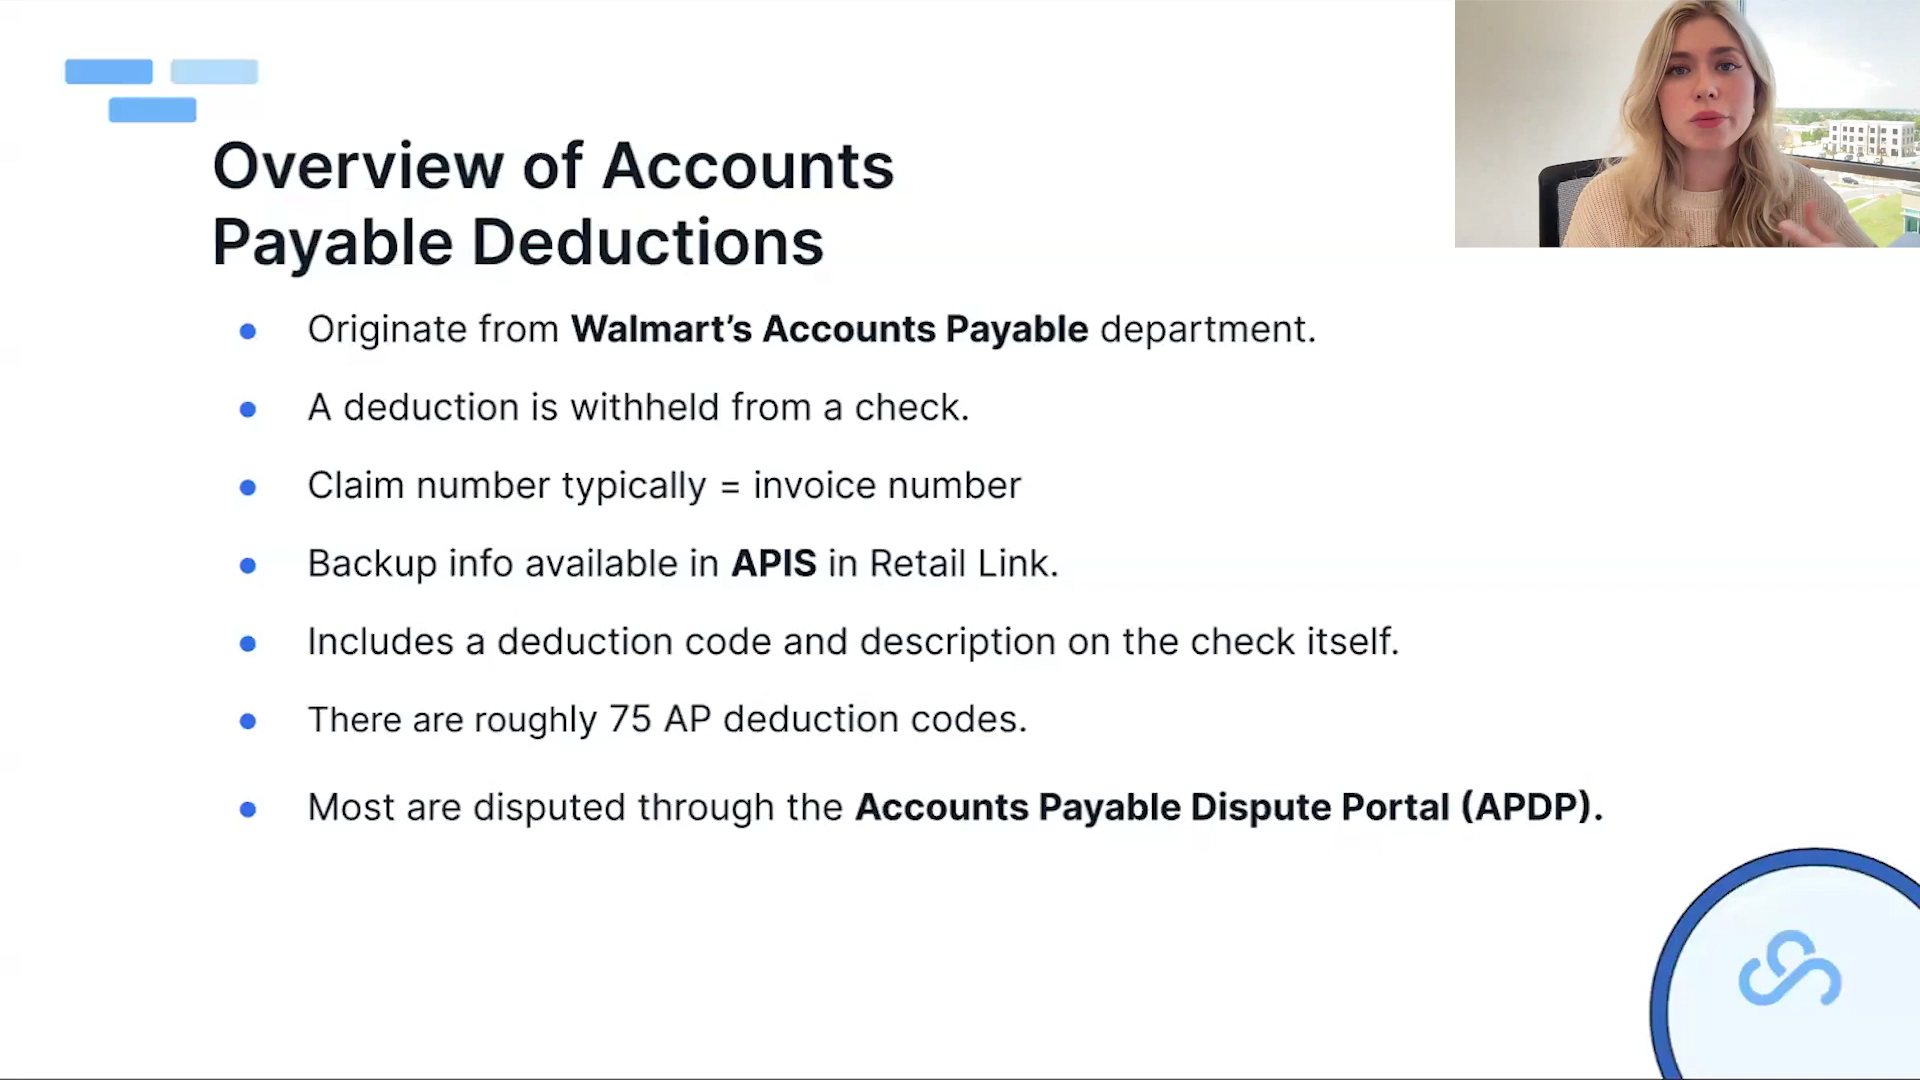 Overview of Accounts
Payable Deductions
Originate from Walmart’s Accounts Payable department.
A deduction is withheld from a check.
Claim number typically = invoice number
Backup info available in APIS in Retail Link.
Includes a deduction code and description on the check itself.
There are roughly 75 AP deduction codes.
Most are disputed through the Accounts Payable Dispute Portal (APDP).